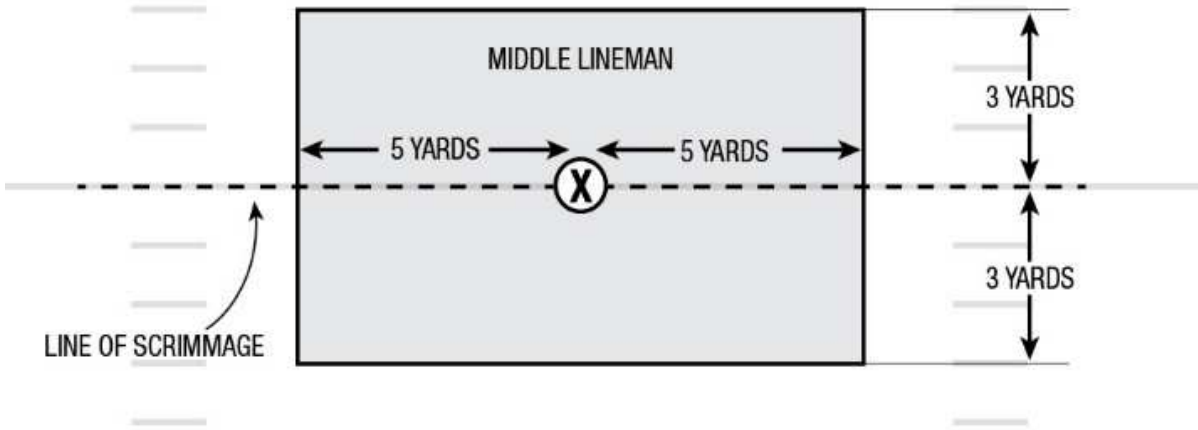 MIDDLE LINEMAN
3 YARDS
5 YARDS
5 YARDS
X
3 YARDS
LINE OF SCRIMMAGE